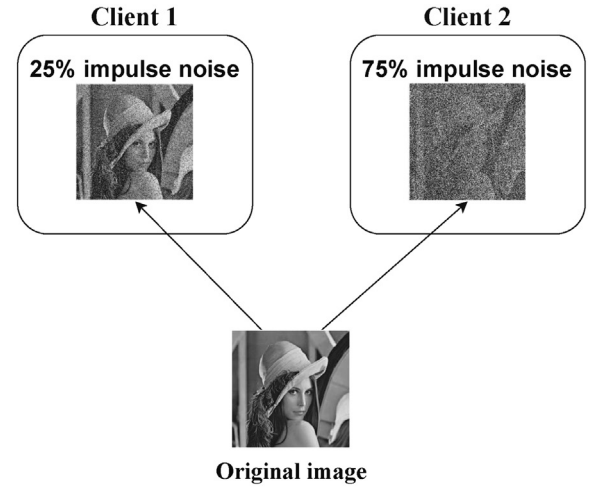 Client 1
Client 2
25% impulse noise
75% impulse noise
Original image